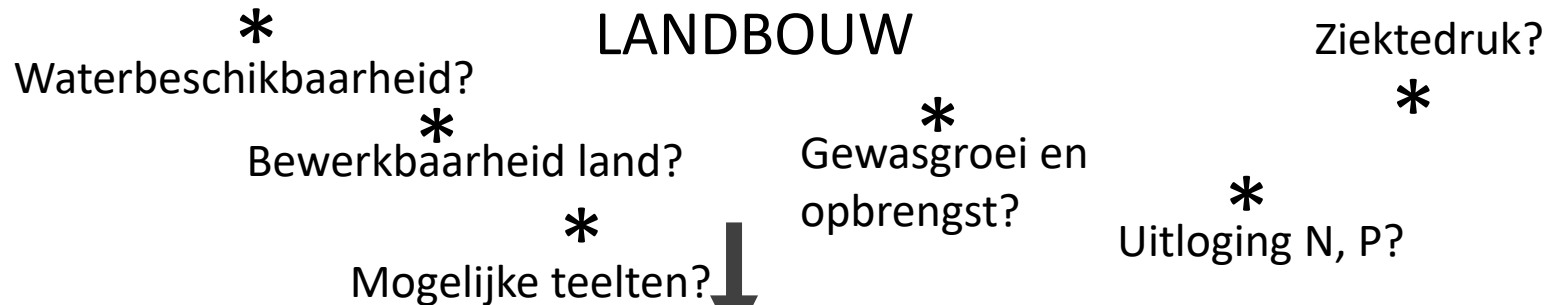 LANDBOUW
*
Waterbeschikbaarheid?
*
Bewerkbaarheid land?
*
Mogelijke teelten?
*
Gewasgroei en
opbrengst?
Ziektedruk?
*
*
Uitloging N, P?